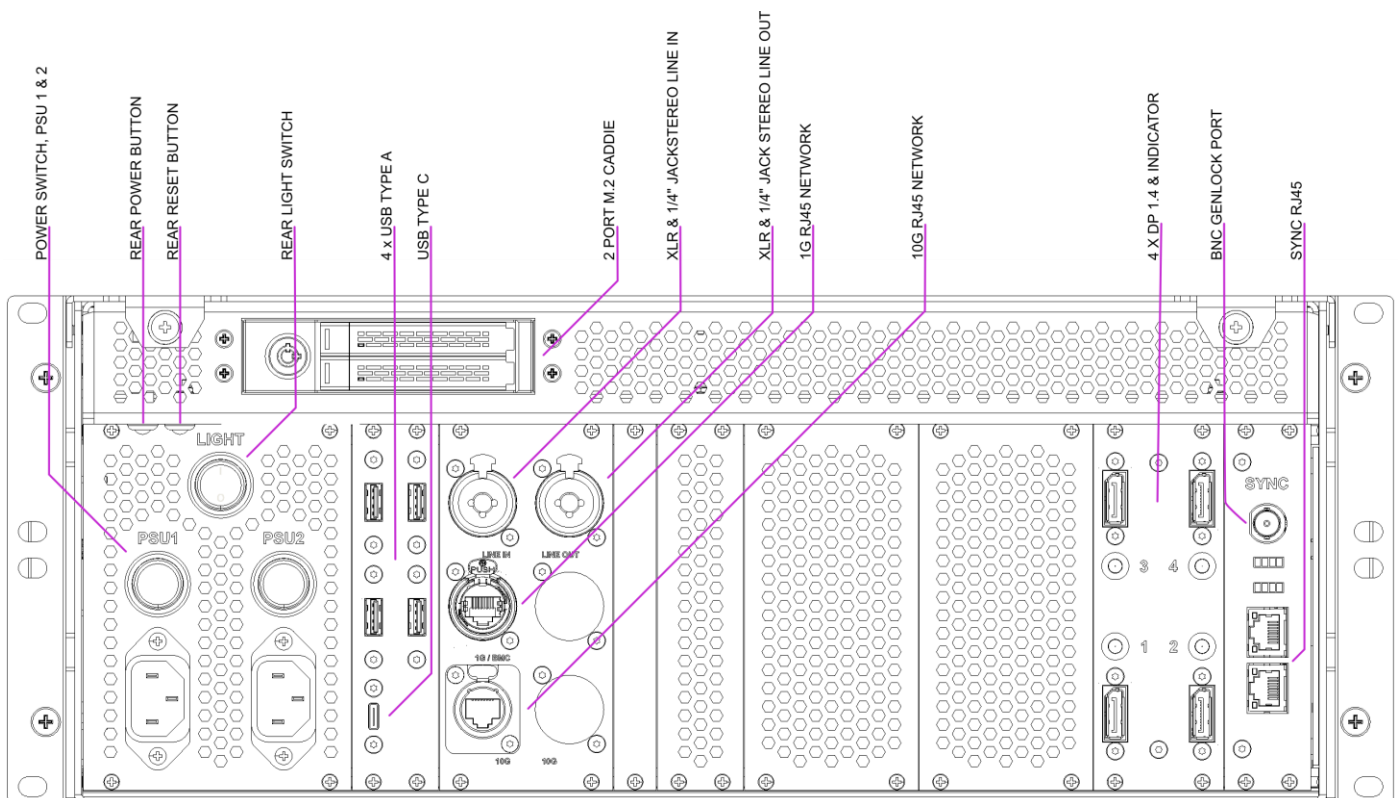 POWER SWITCH, PSU 1 & 2
REAR POWER BUTTON
REAR RESET BUTTON
REAR LIGHT SWITCH
4 x USB TYPE A
USB TYPE C
2 PORT M.2 CADDIE
XLR & 1/4" JACKSTEREO LINE IN
XLR & 1/4" JACK STEREO LINE OUT
1G RJ45 NETWORK
10G RJ45 NETWORK
4 X DP 1.4 & INDICATOR
BNC GENLOCK PORT
SYNC RJ45
LIGHT
PSU1
PSU2
LINE IN
LINE OUT
PUSH
1G / BMC
10G
10G
3
4
1
2
SYNC